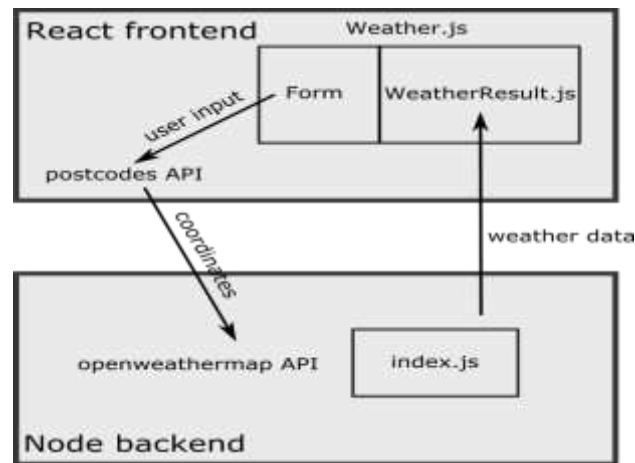 React frontend
Weather.js
Form
WeatherResult.js
user input
postcodes API
coordinates
weather data
openweathermap API
index.js
Node backend